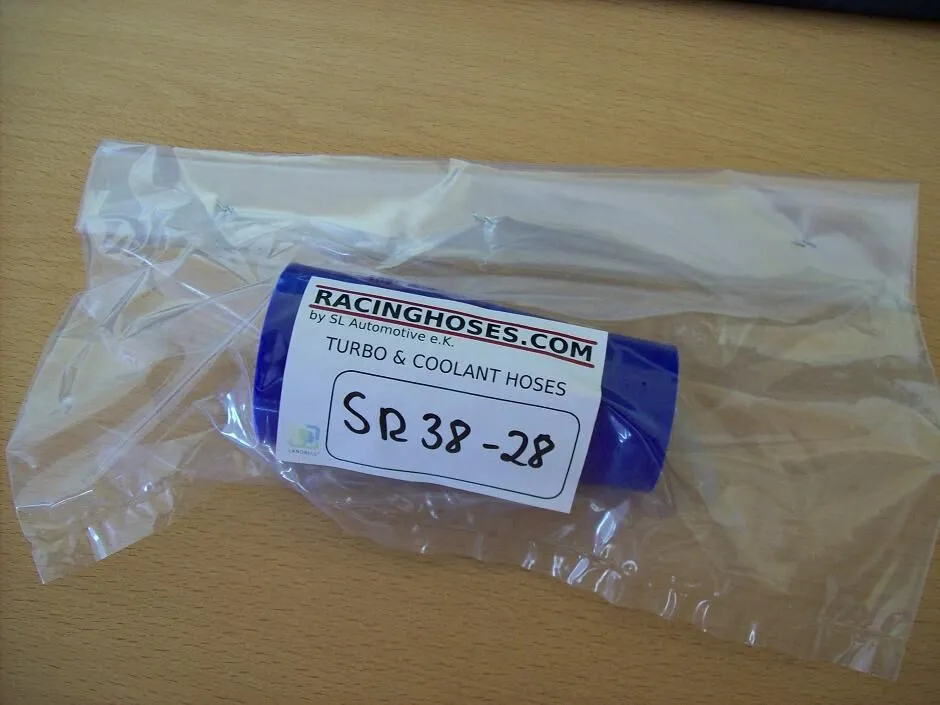 RACINGHOSES.COM
by SL Automotive e.K.
TURBO & COOLANT HOSES
SR 38-28